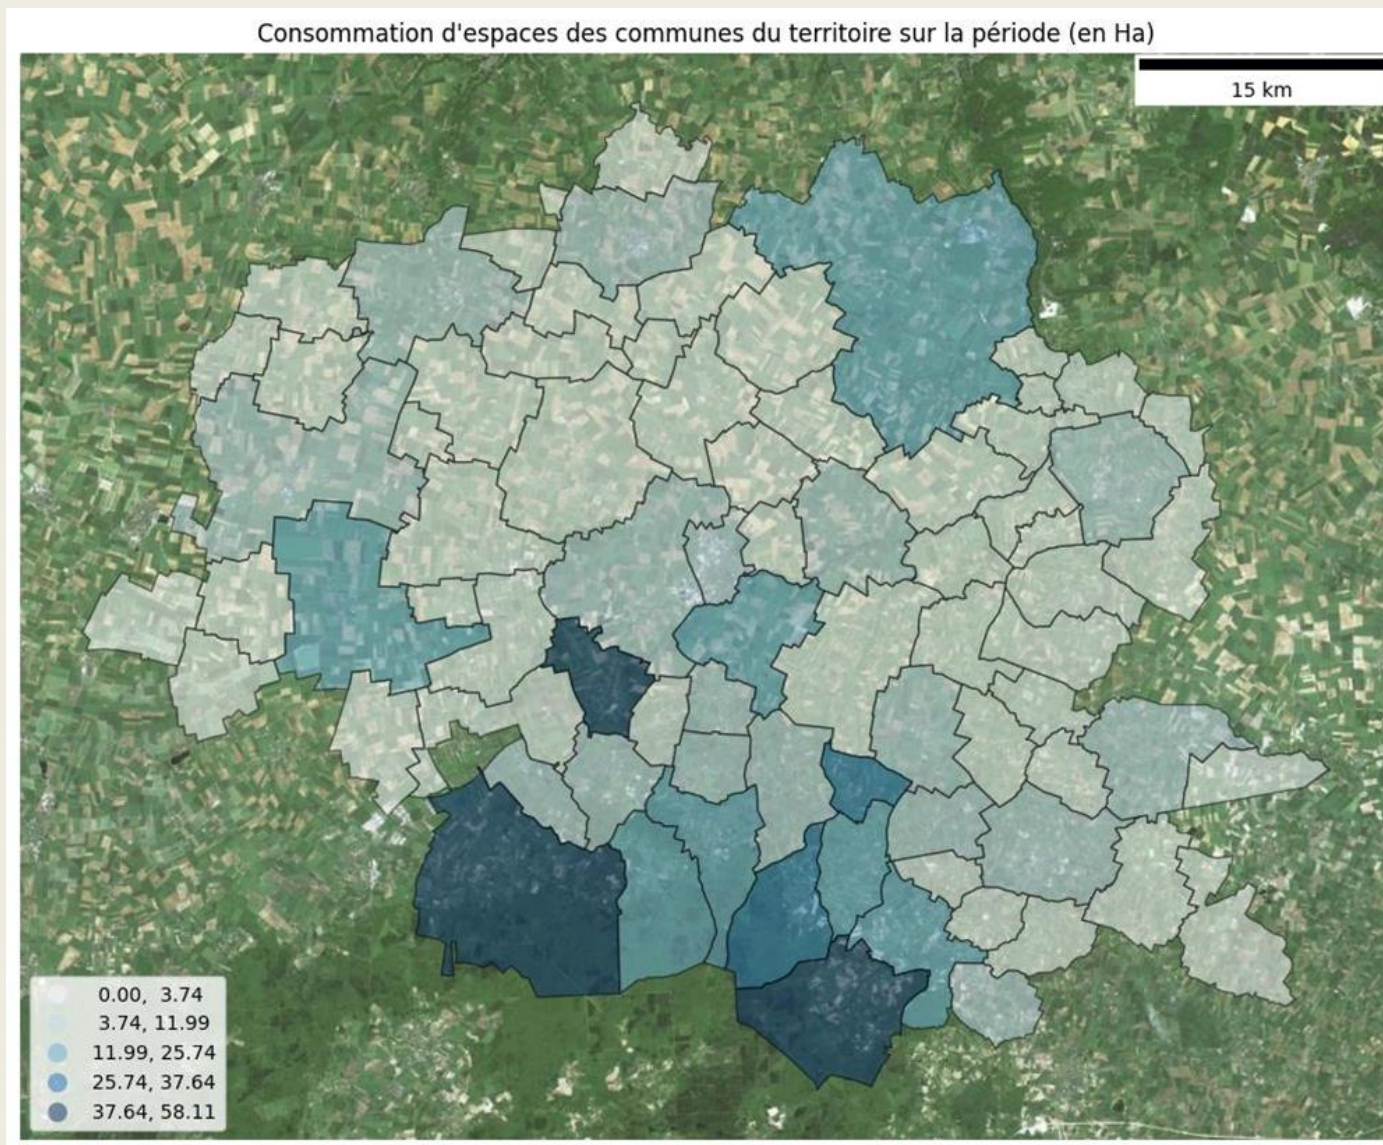 Consommation d'espaces des communes du territoire sur la période (en Ha)
15 km
0.00, 3.74
3.74, 11.99
11.99, 25.74
25.74, 37.64
37.64, 58.11